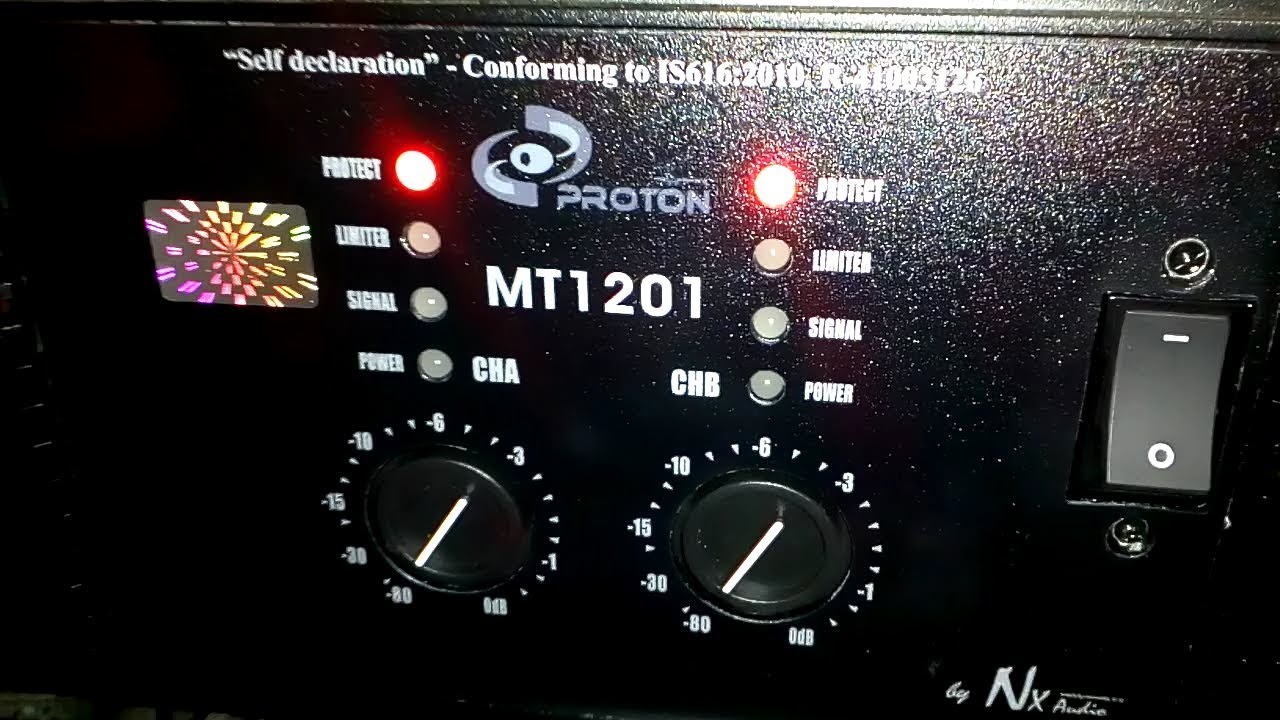 "Self declaration" - Conforming to IS616:2010, R-41003126
PROTECT
PROTON
PROTECT
LIMITER
LIMITER
MT1201
SIGNAL
SIGNAL
POWER
CHA
CHB
POWER
-80
-30
-15
-10
-6
-3
-1
0dB
-80
-30
-15
-10
-6
-3
-1
0dB
by Nx Audio